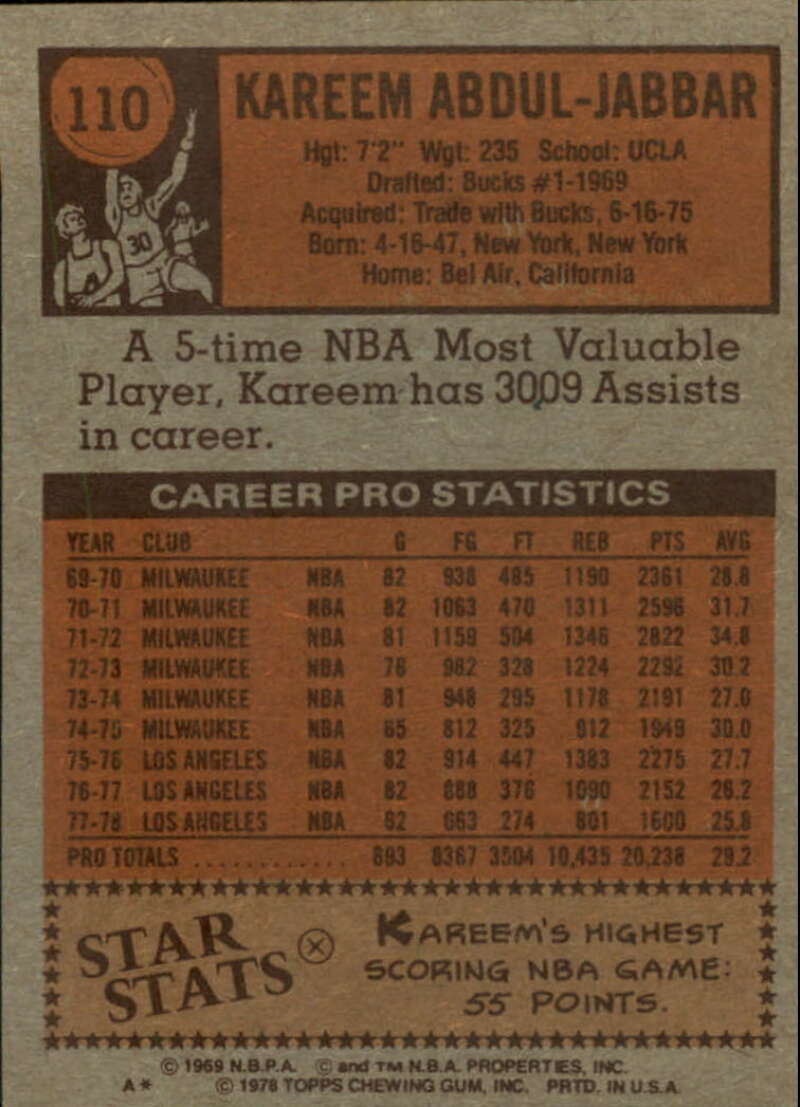 110
KAREEM ABDUL-JABBAR
Hgt: 7'2" Wgt: 235 School: UCLA
Drafted: Bucks #1-1969
Acquired: Trade with Bucks, 6-16-75
Born: 4-16-47, New York, New York
Home: Bel Air, California
30
A 5-time NBA Most Valuable
Player, Kareem has 3009 Assists
in career.
CAREER PRO STATISTICS
YEAR CLUB G FG FT REB PTS AVG
69-70 MILWAUKEE NBA 82 938 485 1190 2361 28.8
70-71 MILWAUKEE NBA 82 1063 470 1311 2596 31.7
71-72 MILWAUKEE NBA 81 1159 504 1346 2822 34.8
72-73 MILWAUKEE NBA 76 982 328 1224 2292 30.2
73-74 MILWAUKEE NBA 81 948 295 1178 2191 27.0
74-75 MILWAUKEE NBA 65 812 325 912 1949 30.0
75-76 LOS ANGELES NBA 82 914 447 1383 2275 27.7
76-77 LOS ANGELES NBA 82 888 376 1090 2152 26.2
77-78 LOS ANGELES NBA 62 663 274 801 1600 25.8
PRO TOTALS ............. 693 8367 3504 10,435 20,238 29.2
STAR
STATS
KAREEM'S HIGHEST
SCORING NBA GAME:
55 POINTS.
© 1969 N.B.P.A. © and TM N.B.A. PROPERTIES, INC.
A* © 1978 TOPPS CHEWING GUM, INC. PRTD. IN U.S.A.